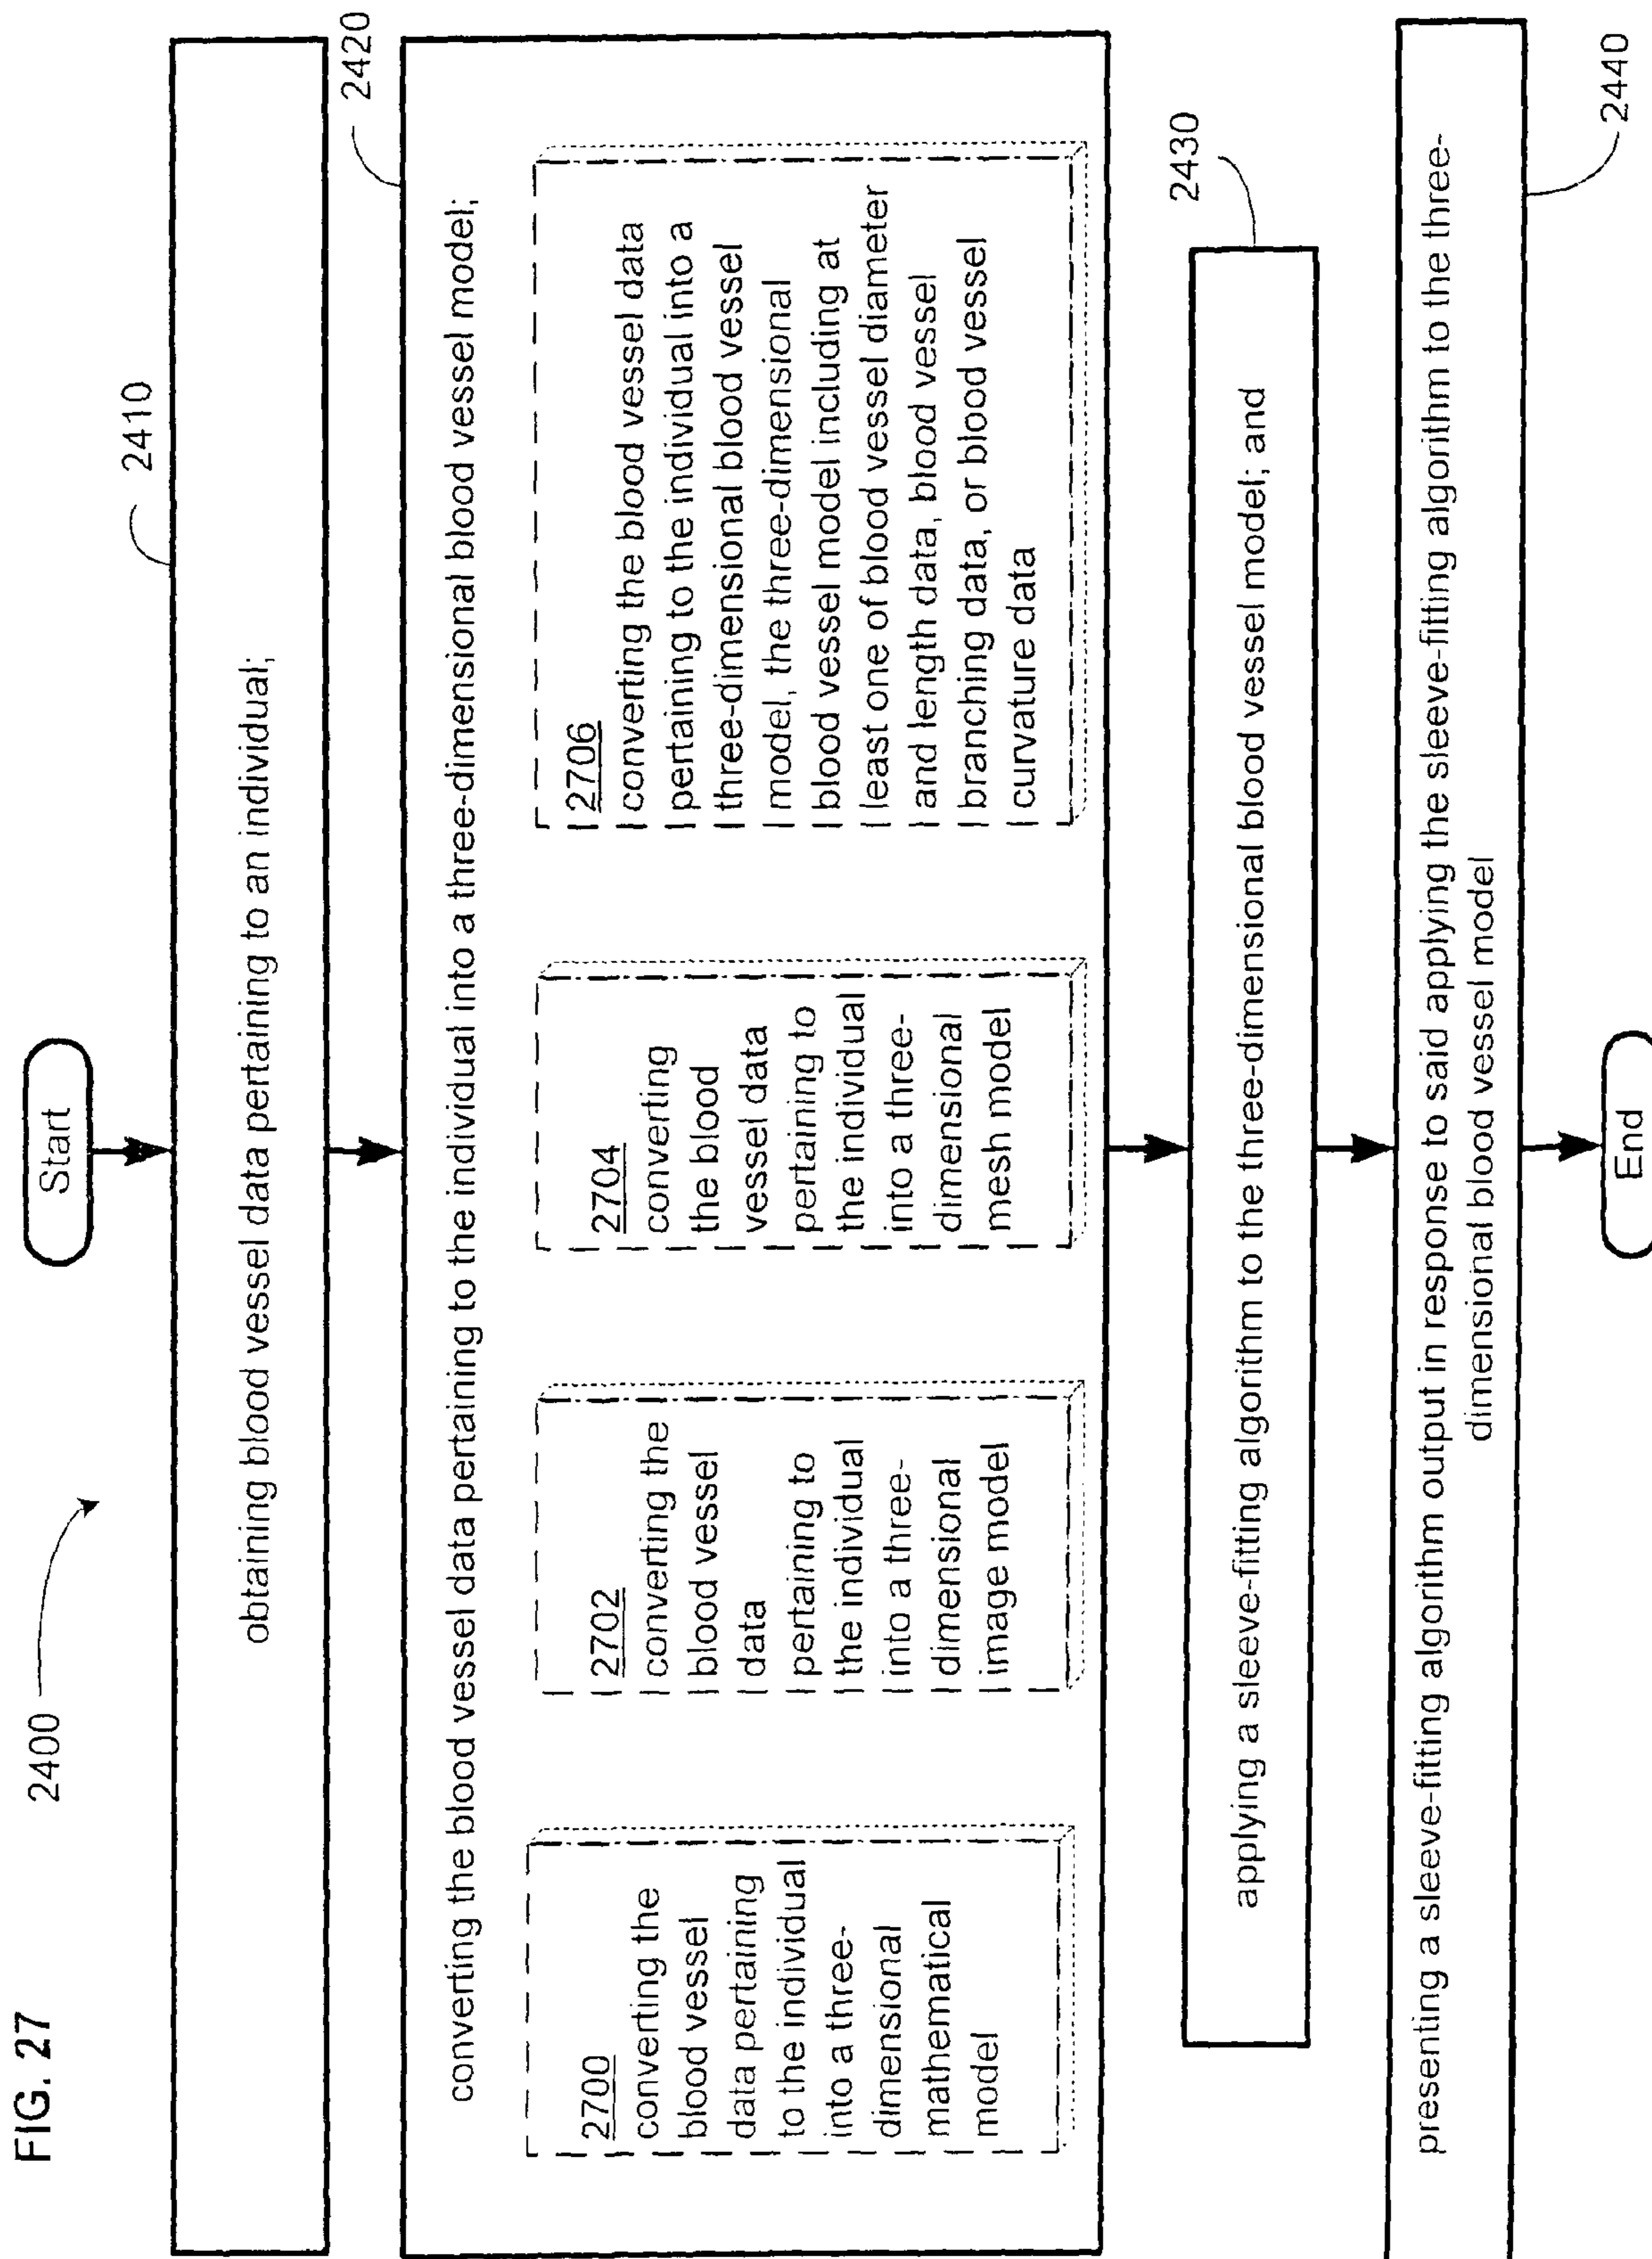 FIG. 27
2400
Start
2410
obtaining blood vessel data pertaining to an individual;
2420
converting the blood vessel data pertaining to the individual into a three-dimensional blood vessel model;
2700
converting the
blood vessel
data pertaining
to the individual
into a three-
dimensional
mathematical
model
2702
converting the
blood vessel
data
pertaining to
the individual
into a three-
dimensional
image model
2704
converting
the blood
vessel data
pertaining to
the individual
into a three-
dimensional
mesh model
2706
converting the blood vessel data
pertaining to the individual into a
three-dimensional blood vessel
model, the three-dimensional
blood vessel model including at
least one of blood vessel diameter
and length data, blood vessel
branching data, or blood vessel
curvature data
2430
applying a sleeve-fitting algorithm to the three-dimensional blood vessel model; and
presenting a sleeve-fitting algorithm output in response to said applying the sleeve-fitting algorithm to the three-
dimensional blood vessel model
2440
End